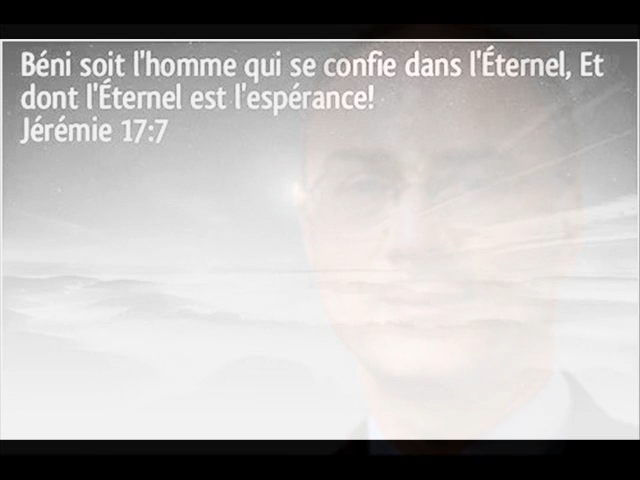 Béni soit l'homme qui se confie dans l'Éternel, Et
dont l'Éternel est l'espérance!
Jérémie 17:7